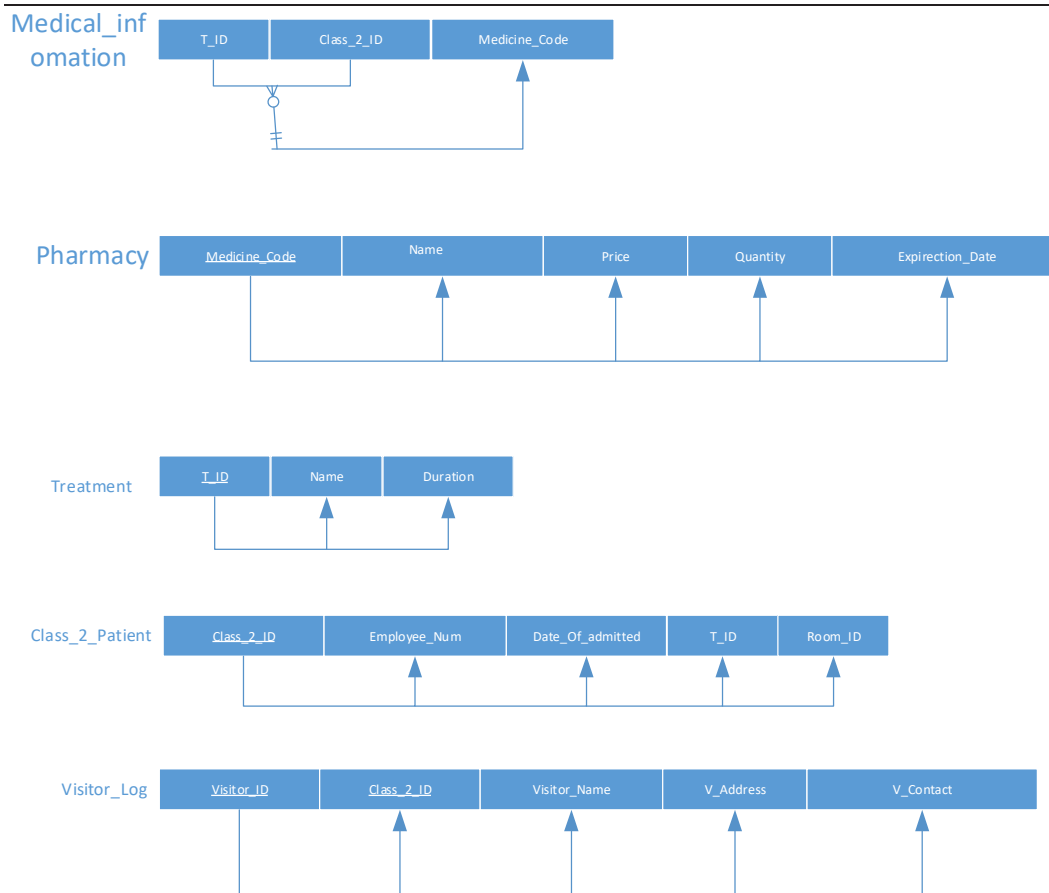 Medical_inf
omation
T_ID
Class_2_ID
Medicine_Code
Pharmacy
Medicine_Code
Name
Price
Quantity
Expirection_Date
Treatment
T_ID
Name
Duration
Class_2_Patient
Class_2_ID
Employee_Num
Date_Of_admitted
T_ID
Room_ID
Visitor_Log
Visitor_ID
Class_2_ID
Visitor_Name
V_Address
V_Contact